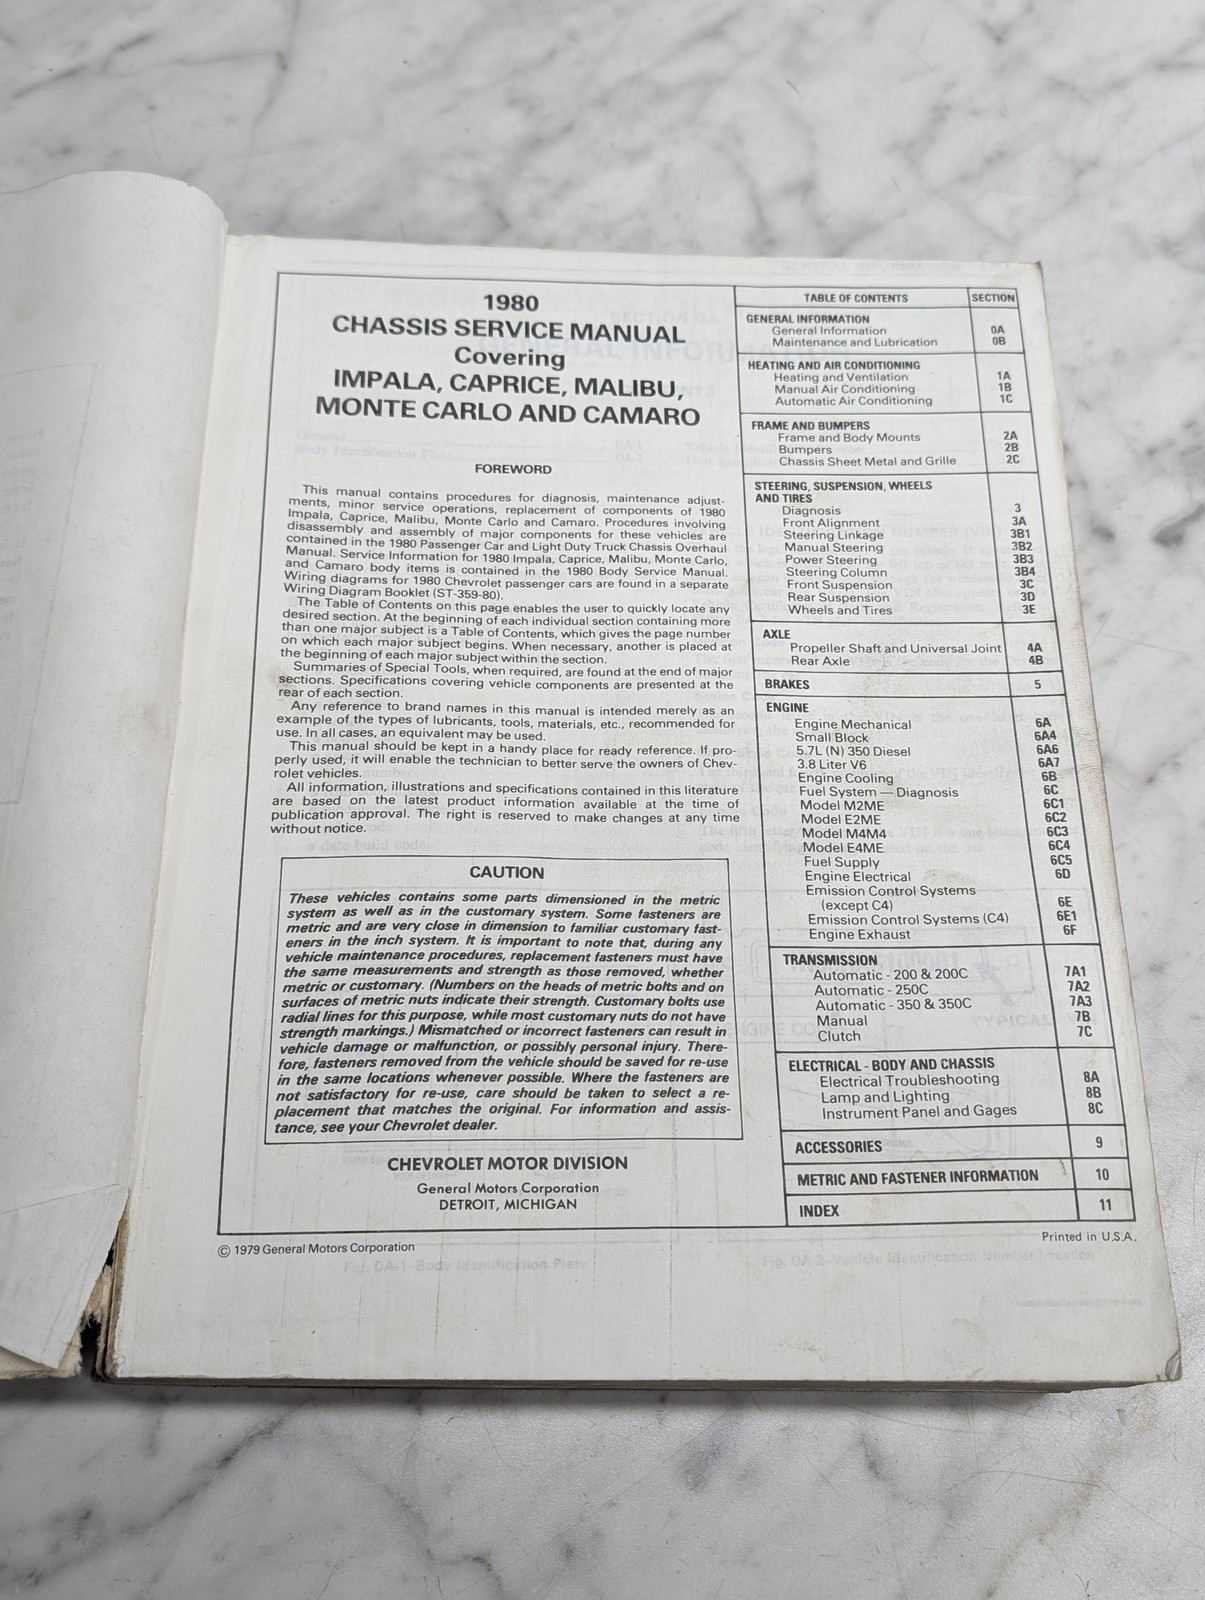 1980
CHASSIS SERVICE MANUAL
Covering
IMPALA, CAPRICE, MALIBU,
MONTE CARLO AND CAMARO
FOREWORD
This manual contains procedures for diagnosis, maintenance adjust-
ments, minor service operations, replacement of components of 1980
Impala, Caprice, Malibu, Monte Carlo and Camaro. Procedures involving
disassembly and assembly of major components for these vehicles are
contained in the 1980 Passenger Car and Light Duty Truck Chassis Overhaul
Manual. Service Information for 1980 Impala, Caprice, Malibu, Monte Carlo,
and Camaro body items is contained in the 1980 Body Service Manual.
Wiring diagrams for 1980 Chevrolet passenger cars are found in a separate
Wiring Diagram Booklet (ST-359-80).
The Table of Contents on this page enables the user to quickly locate any
desired section. At the beginning of each individual section containing more
than one major subject is a Table of Contents, which gives the page number
on which each major subject begins. When necessary, another is placed at
the beginning of each major subject within the section.
Summaries of Special Tools, when required, are found at the end of major
sections. Specifications covering vehicle components are presented at the
rear of each section.
Any reference to brand names in this manual is intended merely as an
example of the types of lubricants, tools, materials, etc., recommended for
use. In all cases, an equivalent may be used.
This manual should be kept in a handy place for ready reference. If pro-
perly used, it will enable the technician to better serve the owners of Chev-
rolet vehicles.
All information, illustrations and specifications contained in this literature
are based on the latest product information available at the time of
publication approval. The right is reserved to make changes at any time
without notice.
CAUTION
These vehicles contains some parts dimensioned in the metric
system as well as in the customary system. Some fasteners are
metric and are very close in dimension to familiar customary fast-
eners in the inch system. It is important to note that, during any
vehicle maintenance procedures, replacement fasteners must have
the same measurements and strength as those removed, whether
metric or customary. (Numbers on the heads of metric bolts and on
surfaces of metric nuts indicate their strength. Customary bolts use
radial lines for this purpose, while most customary nuts do not have
strength markings.) Mismatched or incorrect fasteners can result in
vehicle damage or malfunction, or possibly personal injury. There-
fore, fasteners removed from the vehicle should be saved for re-use
in the same locations whenever possible. Where the fasteners are
not satisfactory for re-use, care should be taken to select a re-
placement that matches the original. For information and assis-
tance, see your Chevrolet dealer.
CHEVROLET MOTOR DIVISION
General Motors Corporation
DETROIT, MICHIGAN
© 1979 General Motors Corporation
TABLE OF CONTENTS SECTION
GENERAL INFORMATION
General Information 0A
Maintenance and Lubrication 0B
HEATING AND AIR CONDITIONING
Heating and Ventilation 1A
Manual Air Conditioning 1B
Automatic Air Conditioning 1C
FRAME AND BUMPERS
Frame and Body Mounts 2A
Bumpers 2B
Chassis Sheet Metal and Grille 2C
STEERING, SUSPENSION, WHEELS
AND TIRES
Diagnosis 3
Front Alignment 3A
Steering Linkage 3B1
Manual Steering 3B2
Power Steering 3B3
Steering Column 3B4
Front Suspension 3C
Rear Suspension 3D
Wheels and Tires 3E
AXLE
Propeller Shaft and Universal Joint 4A
Rear Axle 4B
BRAKES 5
ENGINE
Engine Mechanical 6A
Small Block 6A4
5.7L (N) 350 Diesel 6A6
3.8 Liter V6 6A7
Engine Cooling 6B
Fuel System — Diagnosis 6C
Model M2ME 6C1
Model E2ME 6C2
Model M4M4 6C3
Model E4ME 6C4
Fuel Supply 6C5
Engine Electrical 6D
Emission Control Systems
(except C4) 6E
Emission Control Systems (C4) 6E1
Engine Exhaust 6F
TRANSMISSION
Automatic - 200 & 200C 7A1
Automatic - 250C 7A2
Automatic - 350 & 350C 7A3
Manual 7B
Clutch 7C
ELECTRICAL - BODY AND CHASSIS
Electrical Troubleshooting 8A
Lamp and Lighting 8B
Instrument Panel and Gages 8C
ACCESSORIES 9
METRIC AND FASTENER INFORMATION 10
INDEX 11
Printed in U.S.A.